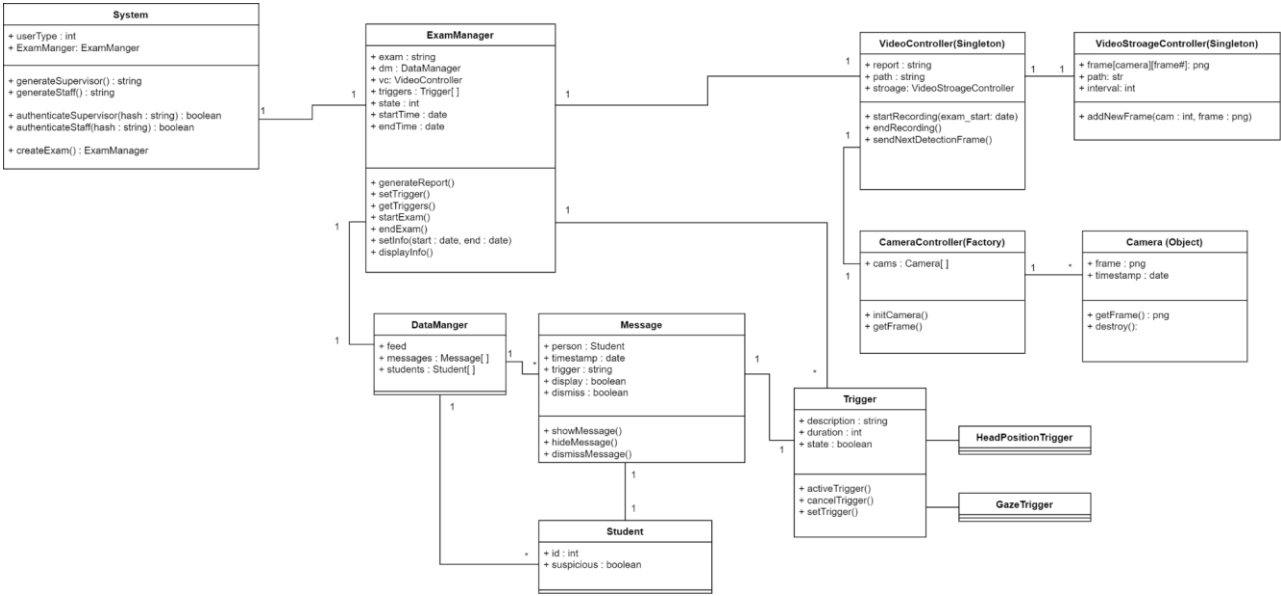 System
+ userType : int
+ ExamManger: ExamManger
+ generateSupervisor() : string
+ generateStaff() : string
+ authenticateSupervisor(hash : string) : boolean
+ authenticateStaff(hash : string) : boolean
+ createExam() : ExamManager
1
1
ExamManager
+ exam : string
+ dm : DataManager
+ vc: VideoController
+ triggers : Trigger[ ]
+ state : int
+ startTime : date
+ endTime : date
+ generateReport()
+ setTrigger()
+ getTriggers()
+ startExam()
+ endExam()
+ setInfo(start : date, end : date)
+ displayInfo()
1
1
1
1
VideoController(Singleton)
+ report : string
+ path : string
+ stroage: VideoStroageController
+ startRecording(exam_start: date)
+ endRecording()
+ sendNextDetectionFrame()
1
1
1
VideoStroageController(Singleton)
+ frame[camera][frame#]: png
+ path: str
+ interval: int
+ addNewFrame(cam : int, frame : png)
CameraController(Factory)
+ cams : Camera[ ]
+ initCamera()
+ getFrame()
1
1
*
Camera (Object)
+ frame : png
+ timestamp : date
+ getFrame() : png
+ destroy():
DataManger
+ feed
+ messages : Message[ ]
+ students : Student[ ]
1
1
1
*
Message
+ person : Student
+ timestamp : date
+ trigger : string
+ display : boolean
+ dismiss : boolean
+ showMessage()
+ hideMessage()
+ dismissMessage()
1
1
1
1
*
Trigger
+ description : string
+ duration : int
+ state : boolean
+ activeTrigger()
+ cancelTrigger()
+ setTrigger()
HeadPositionTrigger
GazeTrigger
Student
+ id : int
+ suspicious : boolean
*